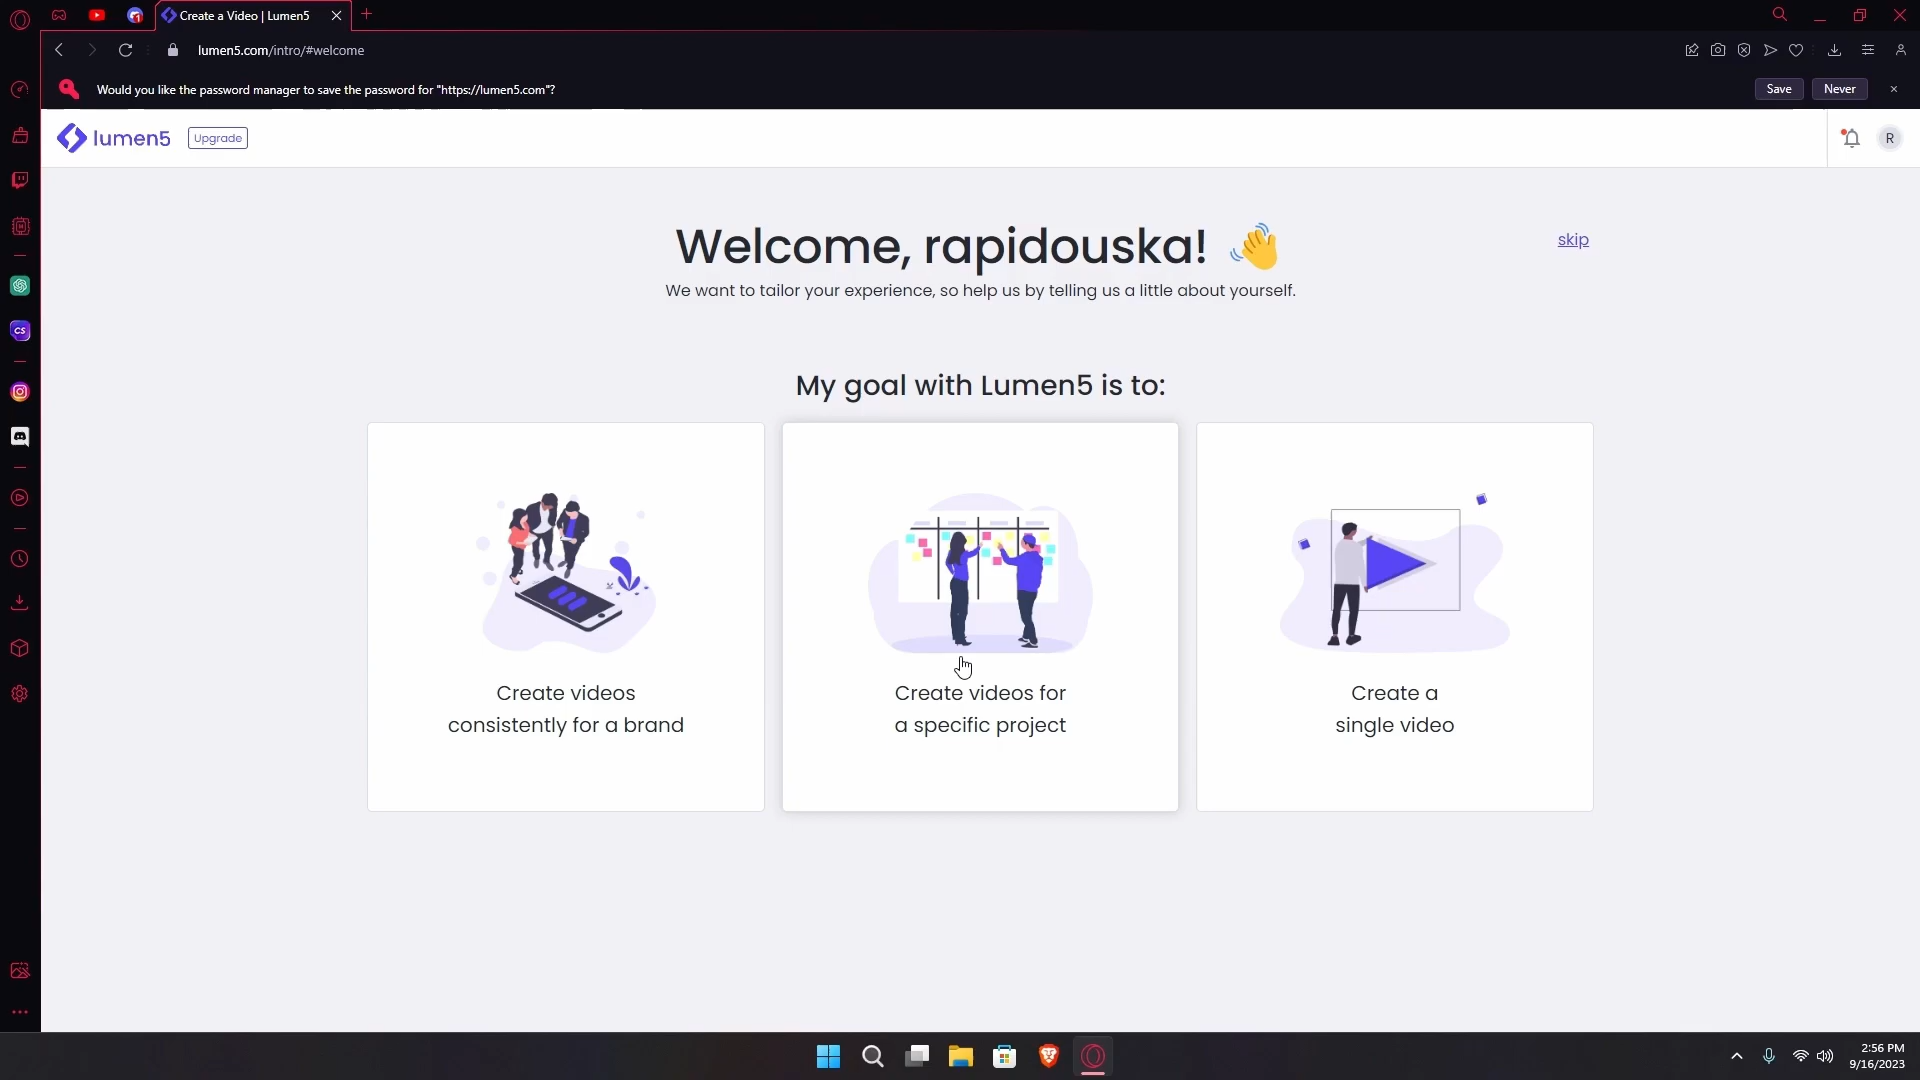 Create a Video | Lumen5
lumen5.com/intro/#welcome
Would you like the password manager to save the password for "https://lumen5.com"?
Save
Never
lumen5
Upgrade
R
Welcome, rapidouska!
skip
We want to tailor your experience, so help us by telling us a little about yourself.
My goal with Lumen5 is to:
Create videos
consistently for a brand
Create videos for
a specific project
Create a
single video
CS
2:56 PM
9/16/2023